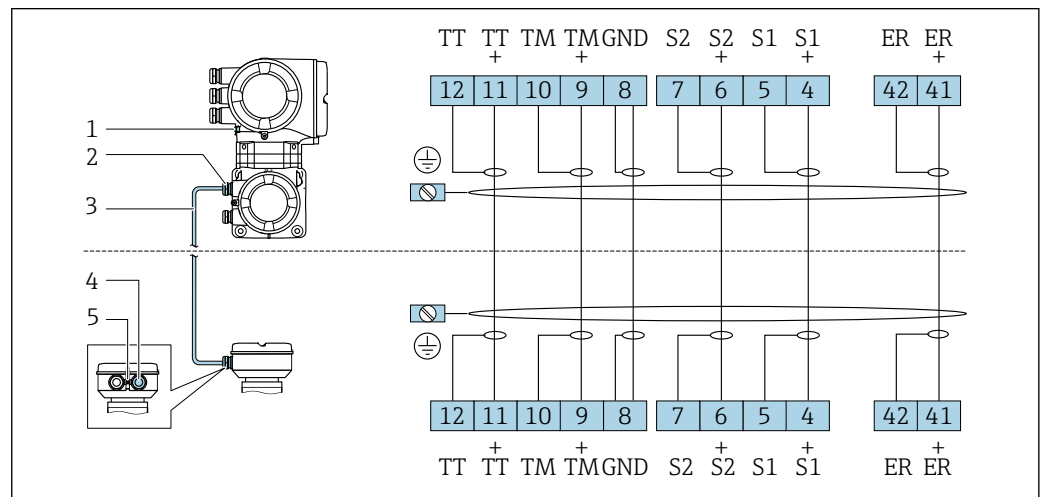 TT TT TM TM GND S2 S2 S1 S1 ER ER
+ + + + +
12 11 10 9 8 7 6 5 4 42 41
1
2
3
4
5
12 11 10 9 8 7 6 5 4 42 41
+ + + + +
TT TT TM TM GND S2 S2 S1 S1 ER ER